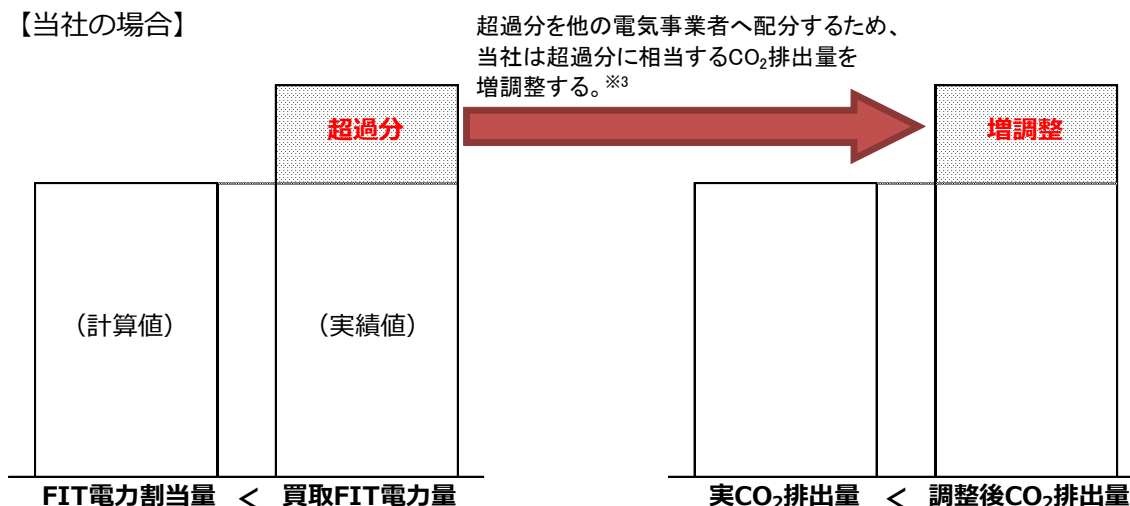 【当社の場合】
超過分を他の電気事業者へ配分するため、
当社は超過分に相当するCO₂排出量を
増調整する。※3
超過分
増調整
（計算値）
（実績値）
FIT電力割当量 ＜ 買取FIT電力量
実CO₂排出量 ＜ 調整後CO₂排出量